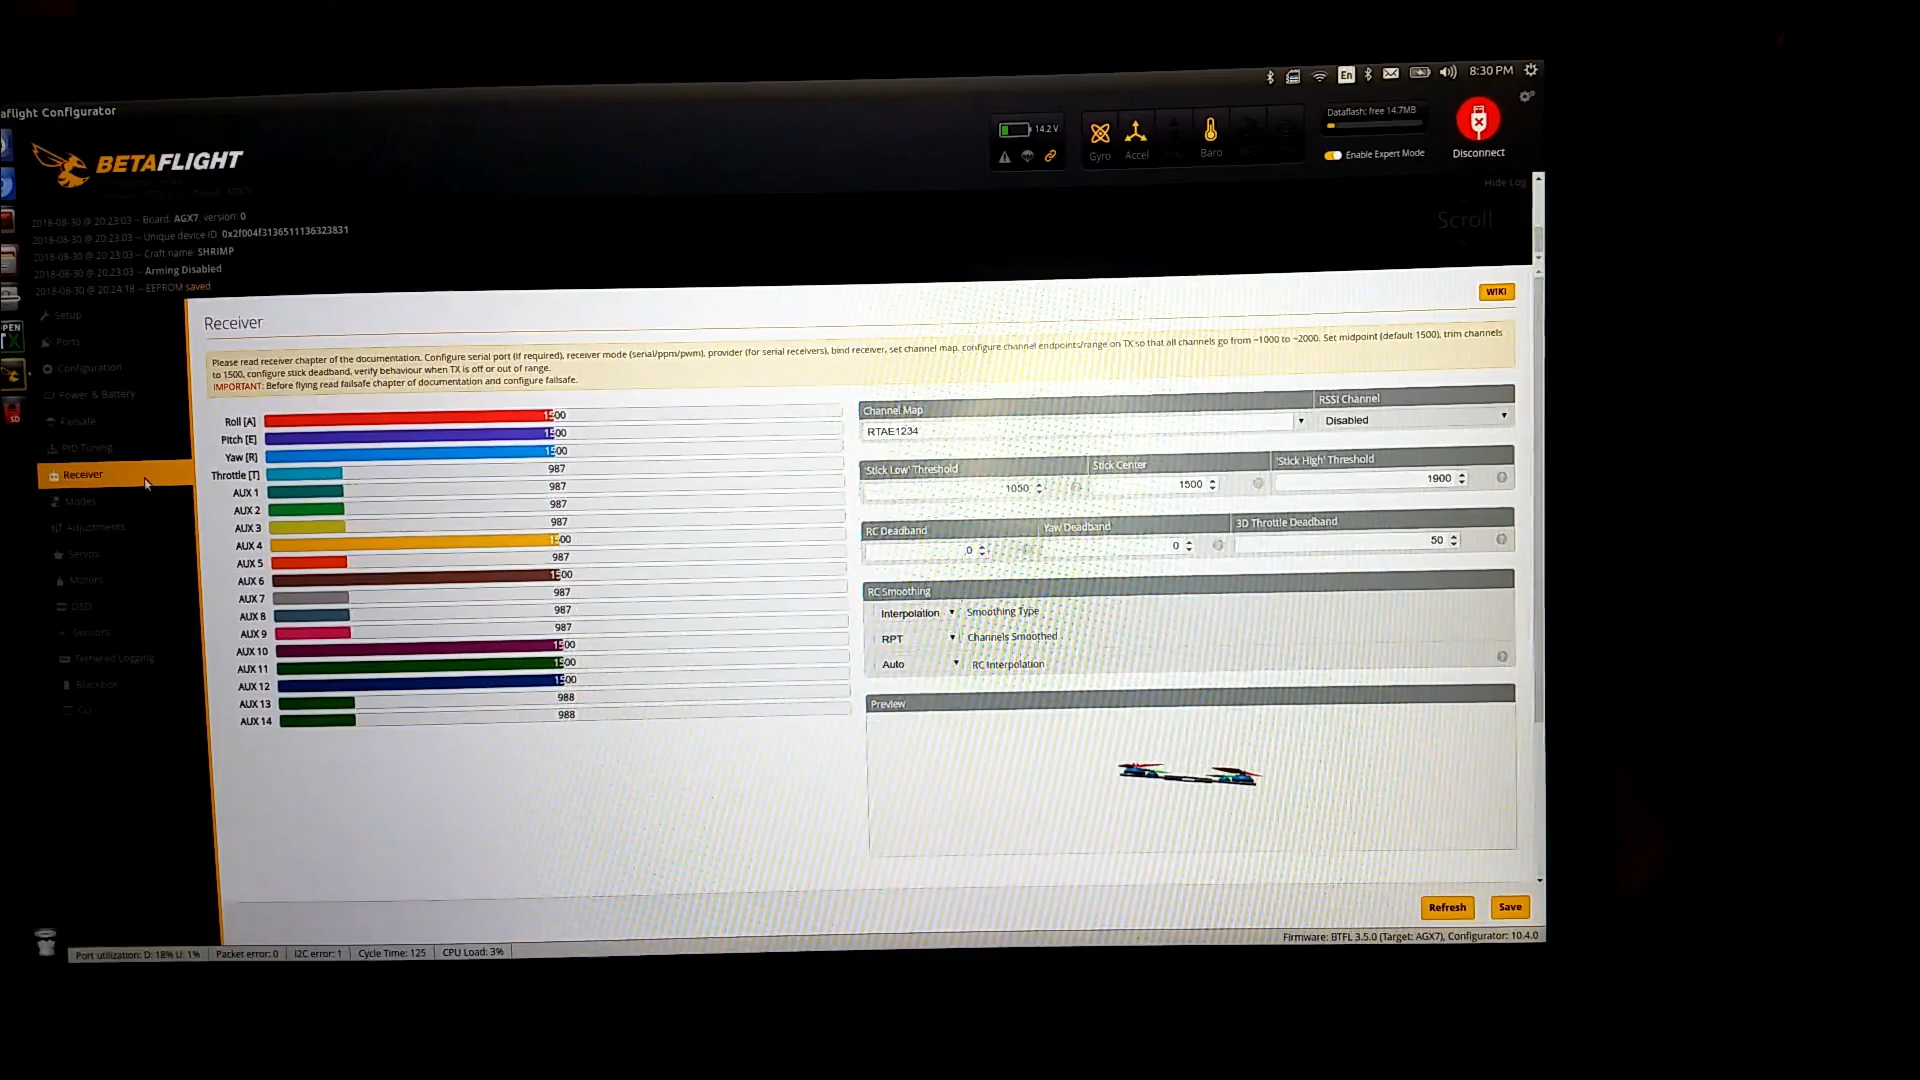 aflight Configurator
En
8:30 PM
BETAFLIGHT
14.2 V
Gyro
Accel
Baro
Dataflash: free 14.7MB
Enable Expert Mode
Disconnect
Hide Log
Scroll
2018-08-30 @ 20:23:03 -- Board: AGX7, version: 0
2018-08-30 @ 20:23:03 -- Unique device ID: 0x2f004f3136511136323831
2018-08-30 @ 20:23:03 -- Craft name: SHRIMP
2018-08-30 @ 20:23:03 -- Arming Disabled
2018-08-30 @ 20:24:18 -- EEPROM saved
OPEN
TX
SD
Setup
Ports
Configuration
Power & Battery
Failsafe
PID Tuning
Receiver
Modes
Adjustments
Servos
Motors
OSD
Sensors
Tethered Logging
Blackbox
CLI
WIKI
Receiver
Please read receiver chapter of the documentation. Configure serial port (if required), receiver mode (serial/ppm/pwm), provider (for serial receivers), bind receiver, set channel map, configure channel endpoints/range on TX so that all channels go from ~1000 to ~2000. Set midpoint (default 1500), trim channels
to 1500, configure stick deadband, verify behaviour when TX is off or out of range.
IMPORTANT: Before flying read failsafe chapter of documentation and configure failsafe.
Roll [A] 1500
Pitch [E] 1500
Yaw [R] 1500
Throttle [T] 987
AUX 1 987
AUX 2 987
AUX 3 987
AUX 4 1500
AUX 5 987
AUX 6 1500
AUX 7 987
AUX 8 987
AUX 9 987
AUX 10 1500
AUX 11 1500
AUX 12 1500
AUX 13 988
AUX 14 988
Channel Map
RSSI Channel
RTAE1234
Disabled
'Stick Low' Threshold
Stick Center
'Stick High' Threshold
1050
1500
1900
RC Deadband
Yaw Deadband
3D Throttle Deadband
0
0
50
RC Smoothing
Interpolation Smoothing Type
RPT Channels Smoothed
Auto RC Interpolation
Preview
Refresh
Save
Port utilization: D: 18% U: 1%
Packet error: 0
I2C error: 1
Cycle Time: 125
CPU Load: 3%
Firmware: BTFL 3.5.0 (Target: AGX7), Configurator: 10.4.0